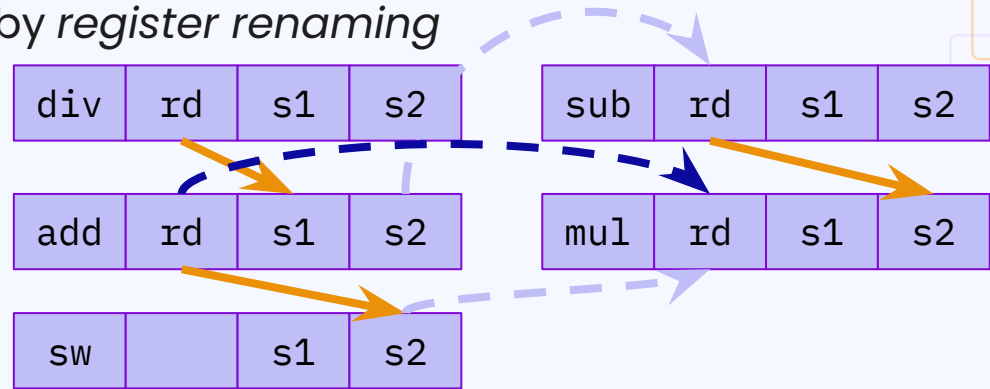 by register renaming
div rd s1 s2
sub rd s1 s2
add rd s1 s2
mul rd s1 s2
sw s1 s2